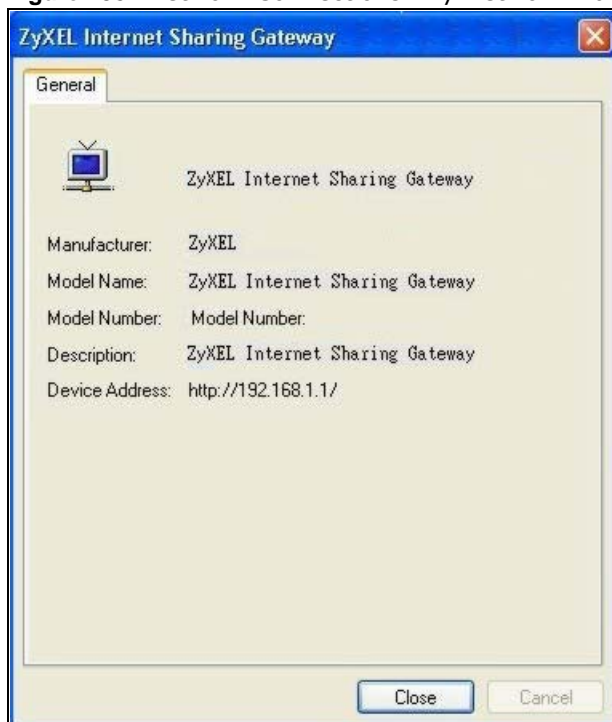 ZyXEL Internet Sharing Gateway
General
ZyXEL Internet Sharing Gateway
Manufacturer: ZyXEL
Model Name: ZyXEL Internet Sharing Gateway
Model Number: Model Number:
Description: ZyXEL Internet Sharing Gateway
Device Address: http://192.168.1.1/
Close Cancel